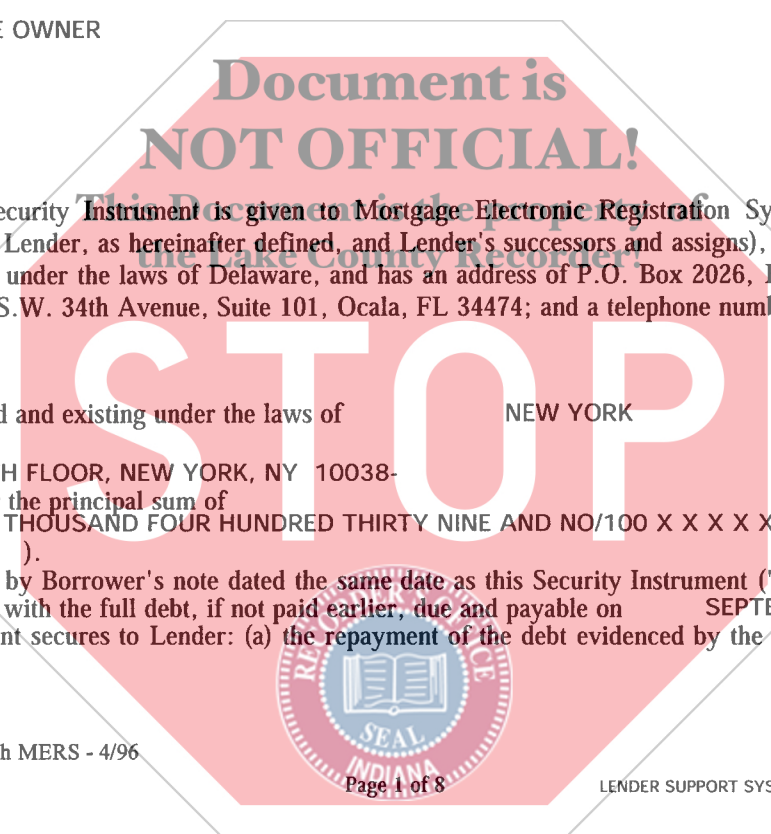 E OWNER
Document is
NOT OFFICIAL!
This Document is the property of
the Lake County Recorder!
ecurity Instrument is given to Mortgage Electronic Registration Sy
Lender, as hereinafter defined, and Lender's successors and assigns),
under the laws of Delaware, and has an address of P.O. Box 2026,
S.W. 34th Avenue, Suite 101, Ocala, FL 34474; and a telephone num
STOP
d and existing under the laws of NEW YORK
H FLOOR, NEW YORK, NY 10038-
the principal sum of
THOUSAND FOUR HUNDRED THIRTY NINE AND NO/100 X X X X X
).
by Borrower's note dated the same date as this Security Instrument ("
with the full debt, if not paid earlier, due and payable on SEPTE
nt secures to Lender: (a) the repayment of the debt evidenced by the
RECORDER'S OFFICE
SEAL
INDIANA
h MERS - 4/96
Page 1 of 8
LENDER SUPPORT SYS